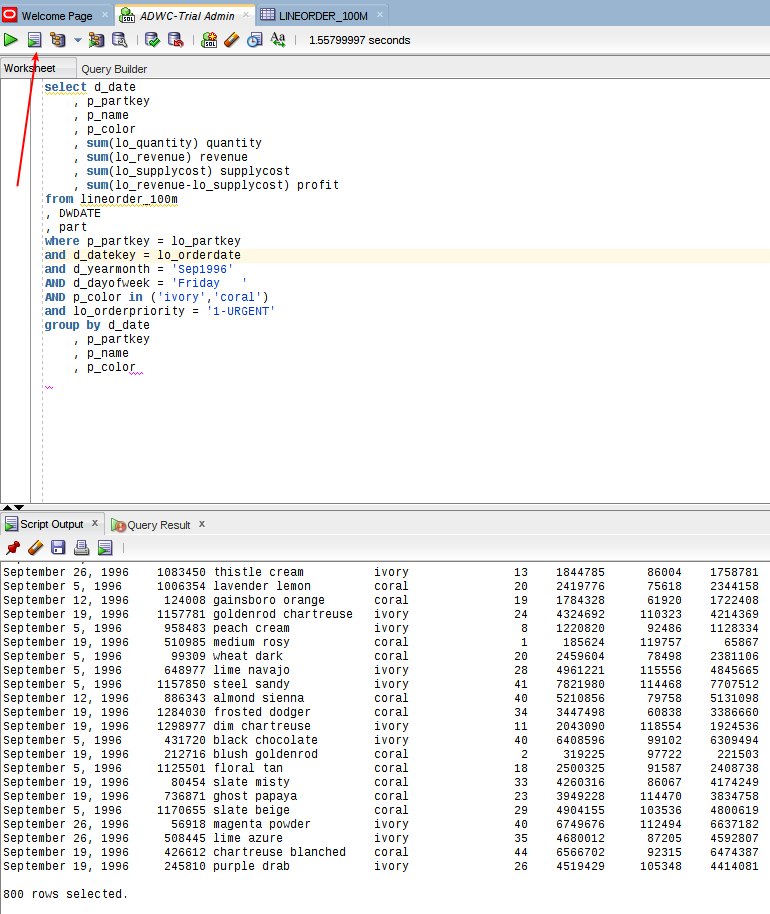 Welcome Page × ADWC-Trial Admin × LINEORDER_100M ×
SQL SQL Aa 1.55799997 seconds
Worksheet Query Builder
select d_date
, p_partkey
, p_name
, p_color
, sum(lo_quantity) quantity
, sum(lo_revenue) revenue
, sum(lo_supplycost) supplycost
, sum(lo_revenue-lo_supplycost) profit
from lineorder_100m
, DWDATE
, part
where p_partkey = lo_partkey
and d_datekey = lo_orderdate
and d_yearmonth = 'Sep1996'
AND d_dayofweek = 'Friday   '
AND p_color in ('ivory','coral')
and lo_orderpriority = '1-URGENT'
group by d_date
, p_partkey
, p_name
, p_color
Script Output x Query Result x
September 26, 1996 1083450 thistle cream ivory 13 1844785 86004 1758781
September 5, 1996 1006354 lavender lemon coral 20 2419776 75618 2344158
September 12, 1996 124008 gainsboro orange coral 19 1784328 61920 1722408
September 19, 1996 1157781 goldenrod chartreuse ivory 24 4324692 110323 4214369
September 5, 1996 958483 peach cream ivory 8 1220820 92486 1128334
September 19, 1996 510985 medium rosy coral 1 185624 119757 65867
September 5, 1996 99309 wheat dark coral 20 2459604 78498 2381106
September 5, 1996 648977 lime navajo ivory 28 4961221 115556 4845665
September 5, 1996 1157850 steel sandy ivory 41 7821980 114468 7707512
September 12, 1996 886343 almond sienna coral 40 5210856 79758 5131098
September 19, 1996 1284030 frosted dodger coral 34 3447498 60838 3386660
September 19, 1996 1298977 dim chartreuse ivory 11 2043090 118554 1924536
September 5, 1996 431720 black chocolate ivory 40 6408596 99102 6309494
September 19, 1996 212716 blush goldenrod coral 2 319225 97722 221503
September 5, 1996 1125501 floral tan coral 18 2500325 91587 2408738
September 19, 1996 80454 slate misty coral 33 4260316 86067 4174249
September 19, 1996 736871 ghost papaya coral 23 3949228 114470 3834758
September 5, 1996 1170655 slate beige coral 29 4904155 103536 4800619
September 26, 1996 56918 magenta powder ivory 40 6749676 112494 6637182
September 26, 1996 508445 lime azure ivory 35 4680012 87205 4592807
September 19, 1996 426612 chartreuse blanched coral 44 6566702 92315 6474387
September 19, 1996 245810 purple drab ivory 26 4519429 105348 4414081
800 rows selected.